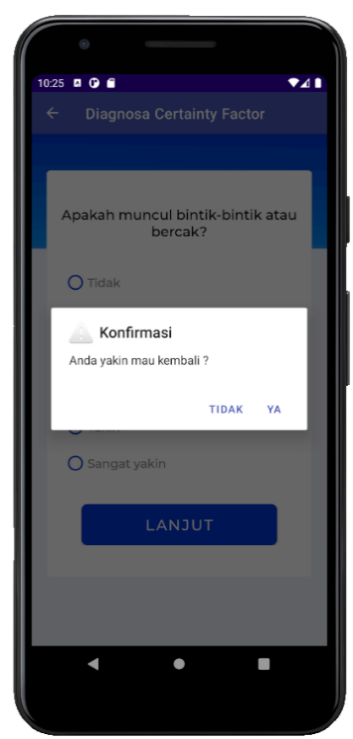 10:25
Diagnosa Certainty Factor
Apakah muncul bintik-bintik atau
bercak?
Tidak
Konfirmasi
Anda yakin mau kembali ?
TIDAK YA
Sangat yakin
LANJUT